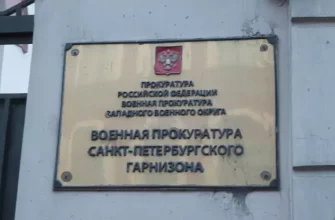 ПРОКУРАТУРА
РОССИЙСКОЙ ФЕДЕРАЦИИ
ВОЕННАЯ ПРОКУРАТУРА
ЗАПАДНОГО ВОЕННОГО ОКРУГА
ВОЕННАЯ ПРОКУРАТУРА
САНКТ-ПЕТЕРБУРГСКОГО
ГАРНИЗОНА